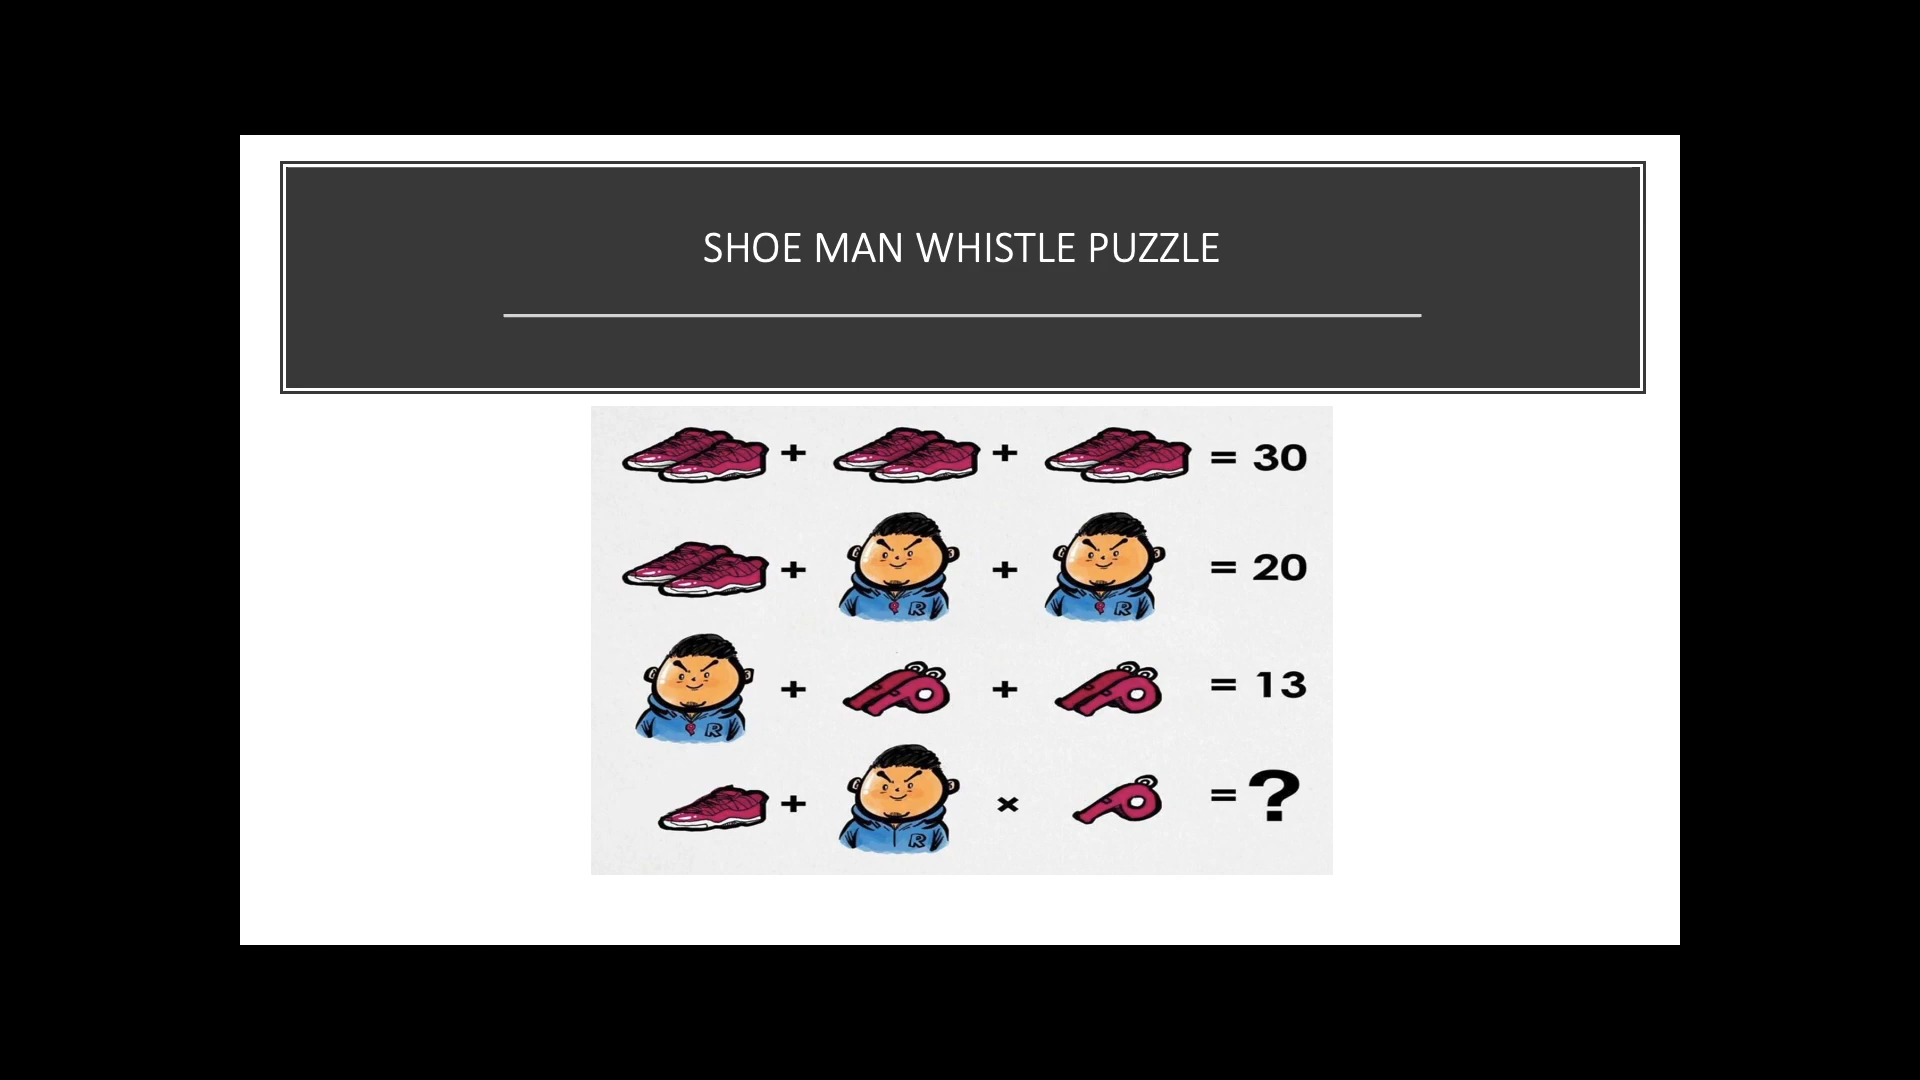 SHOE MAN WHISTLE PUZZLE
+ + = 30
+ + = 20
R R
+ + = 13
R
+ × = ?
R